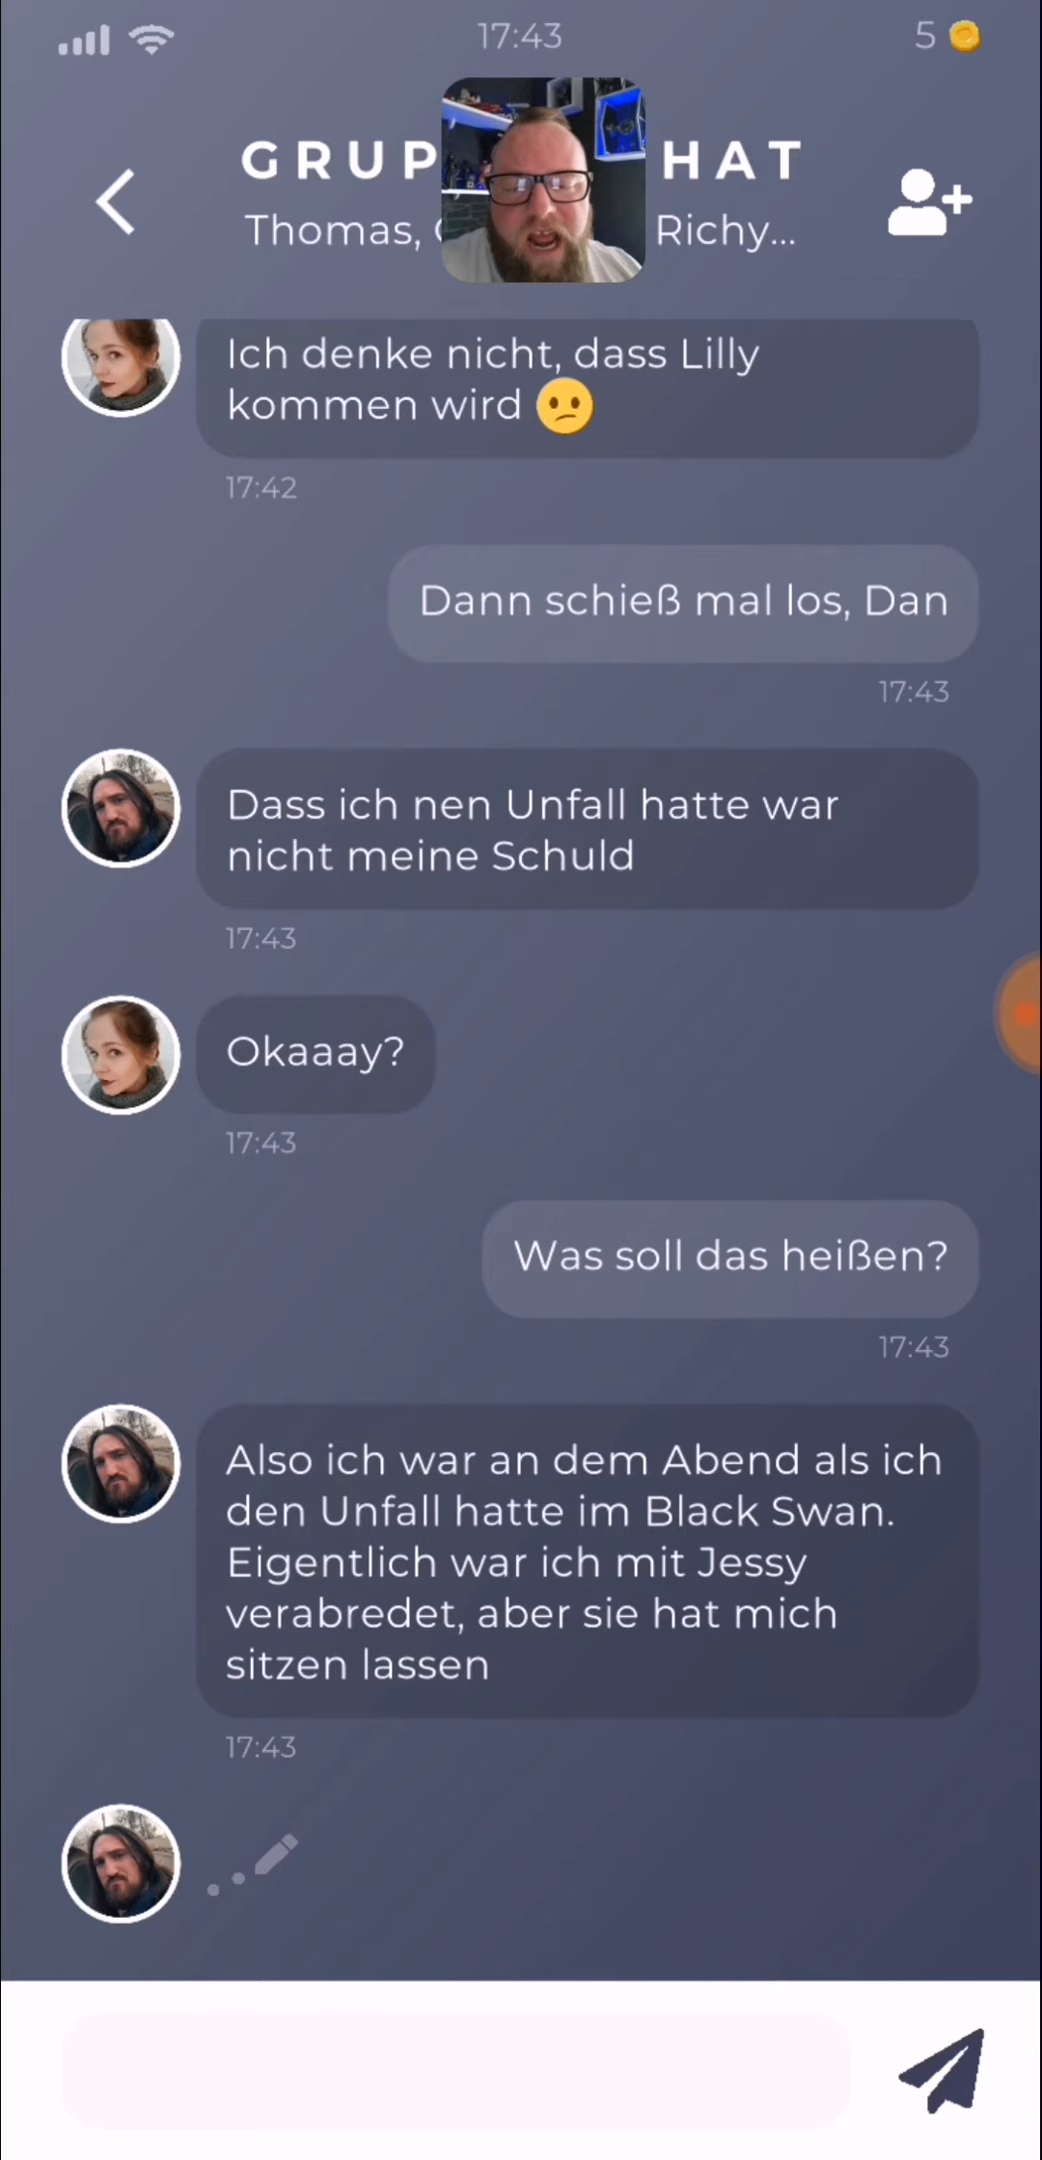 17:43
5
GRUP HAT
Thomas, Richy...
Ich denke nicht, dass Lilly
kommen wird 😕
17:42
Dann schieß mal los, Dan
17:43
Dass ich nen Unfall hatte war
nicht meine Schuld
17:43
Okaaay?
17:43
Was soll das heißen?
17:43
Also ich war an dem Abend als ich
den Unfall hatte im Black Swan.
Eigentlich war ich mit Jessy
verabredet, aber sie hat mich
sitzen lassen
17:43